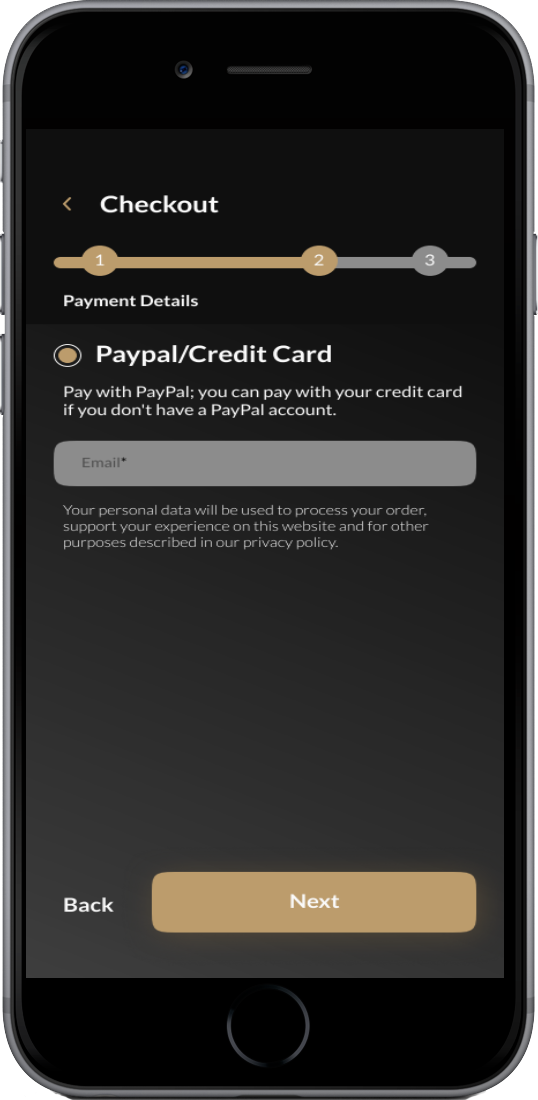 Checkout
1 2 3
Payment Details
Paypal/Credit Card
Pay with PayPal; you can pay with your credit card
if you don't have a PayPal account.
Email*
Your personal data will be used to process your order,
support your experience on this website and for other
purposes described in our privacy policy.
Back Next